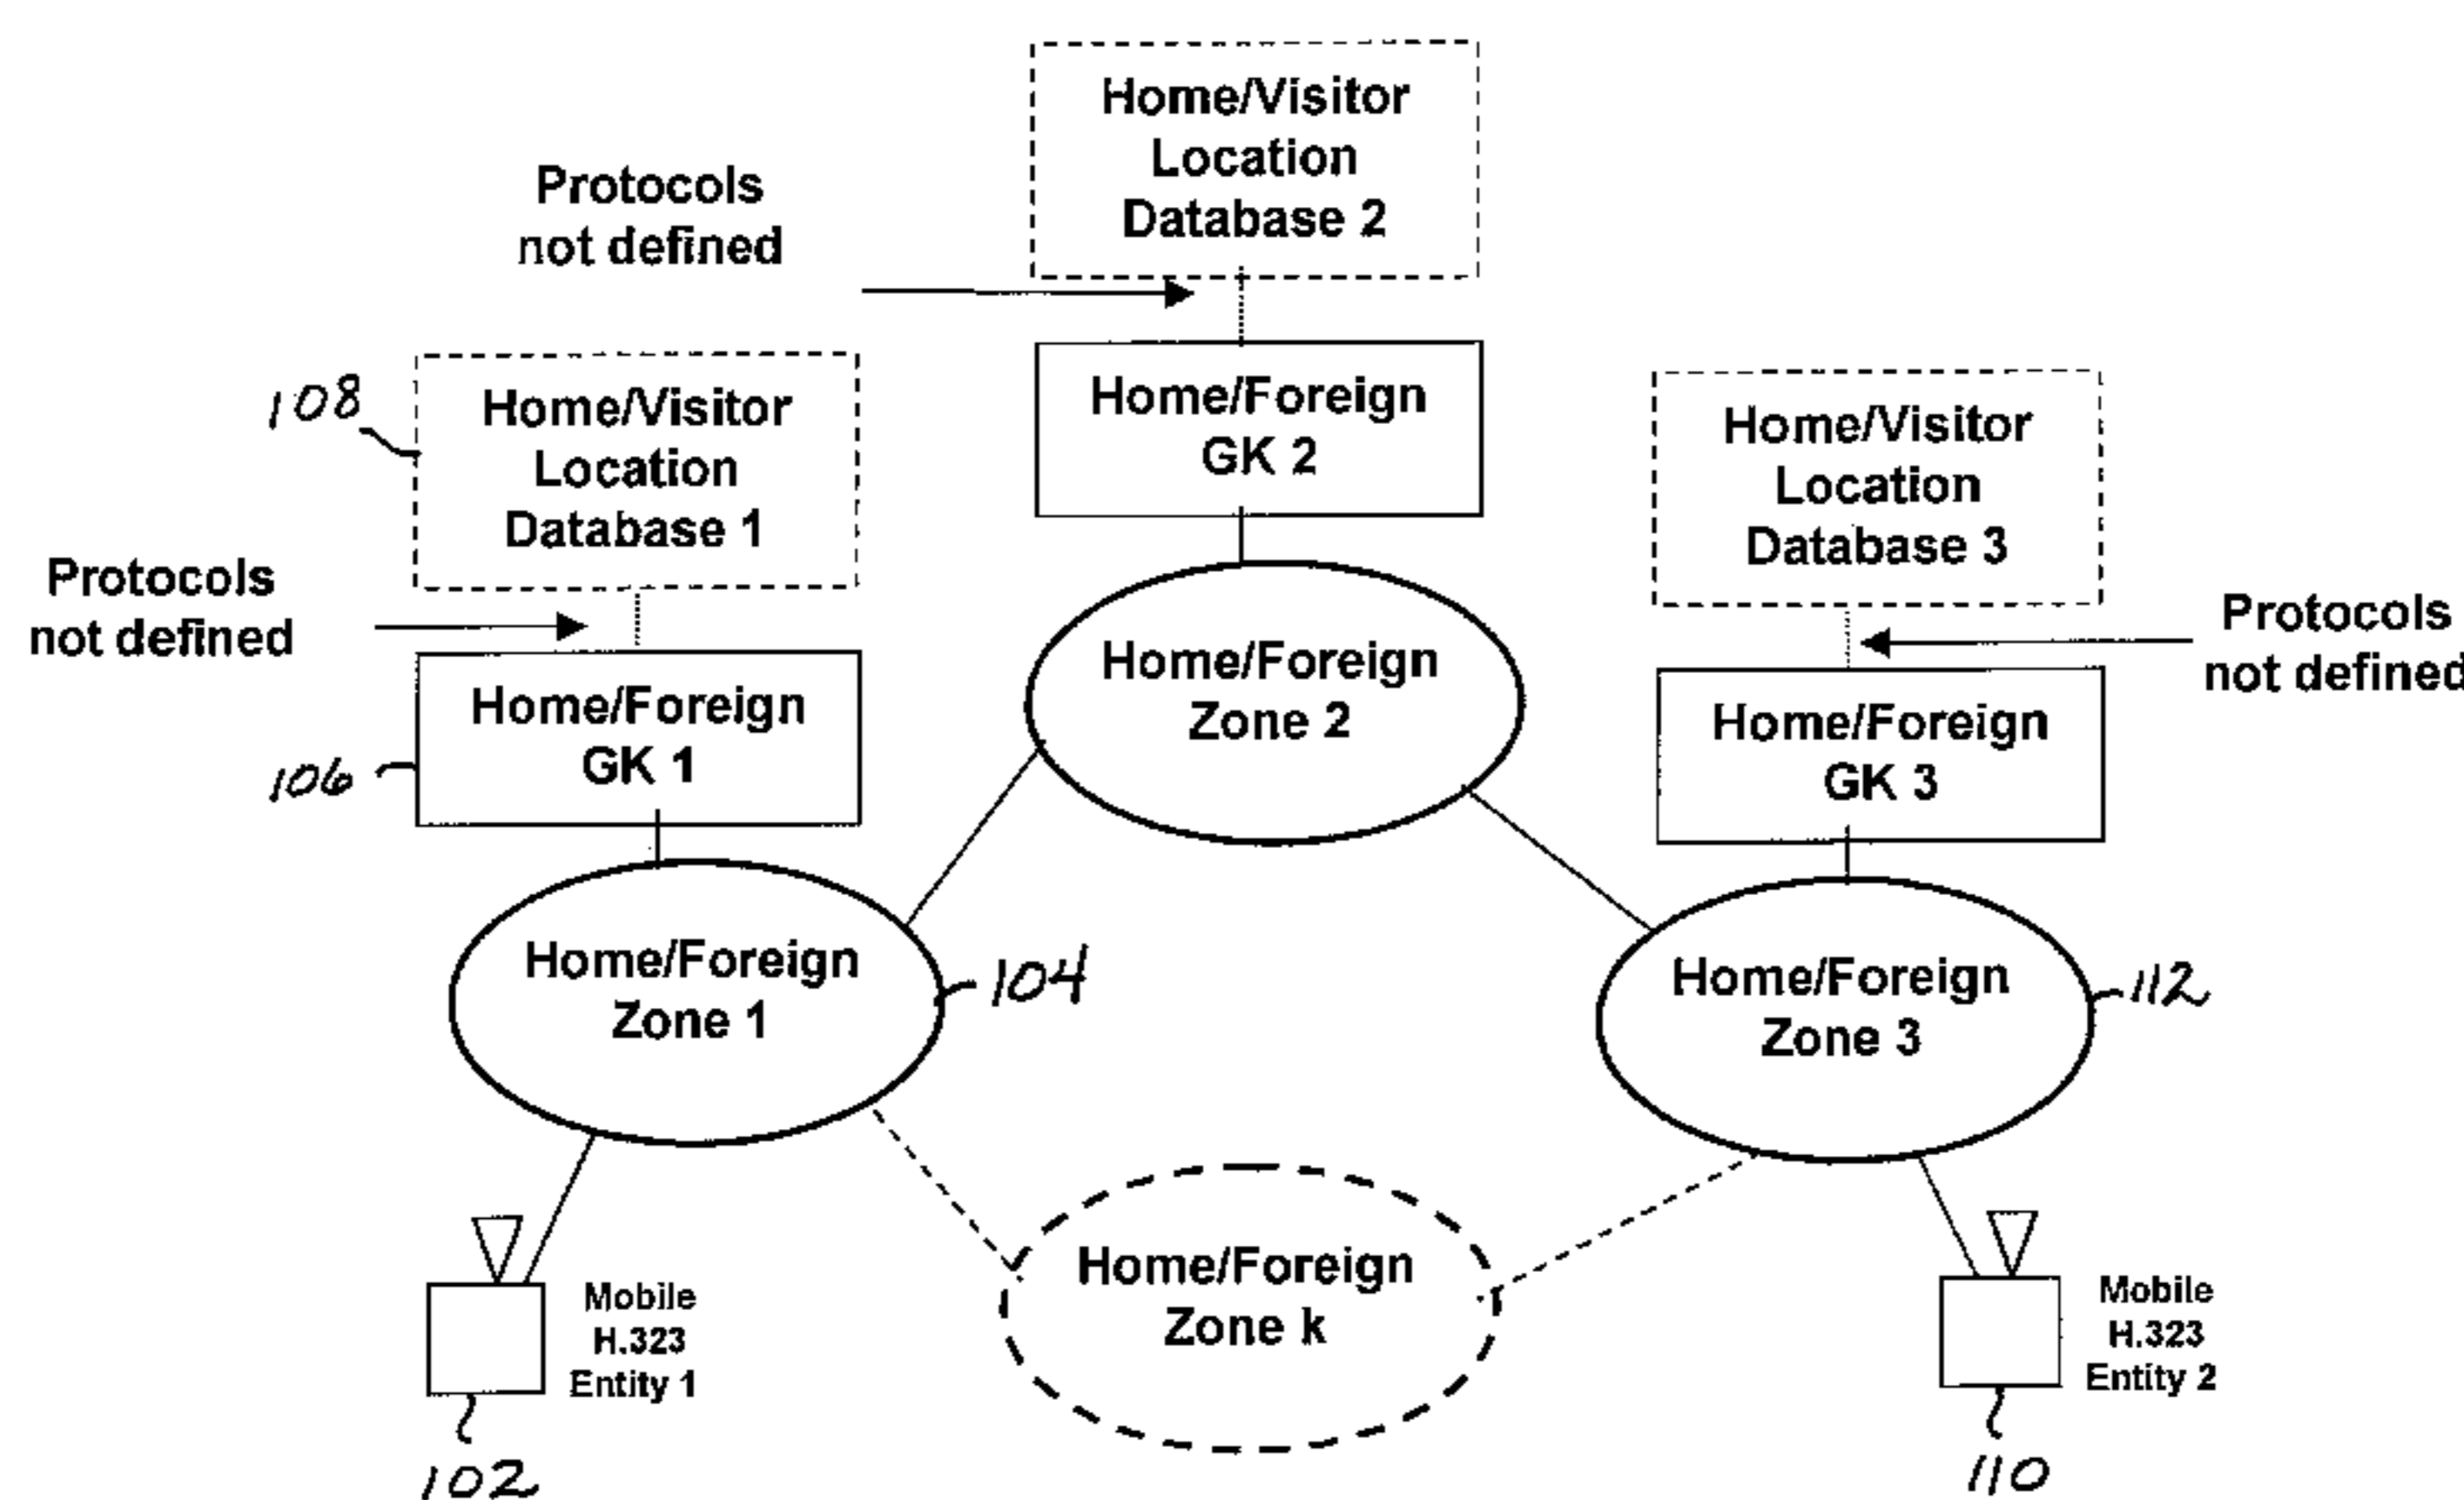 Home/Visitor
Location
Database 2
Protocols
not defined
Home/Foreign
GK 2
108
Home/Visitor
Location
Database 1
Home/Visitor
Location
Database 3
Protocols
not defined
Protocols
not defined
Home/Foreign
GK 1
106
Home/Foreign
Zone 2
Home/Foreign
GK 3
Home/Foreign
Zone 1
104
Home/Foreign
Zone 3
112
Home/Foreign
Zone k
Mobile
H.323
Entity 1
102
Mobile
H.323
Entity 2
110